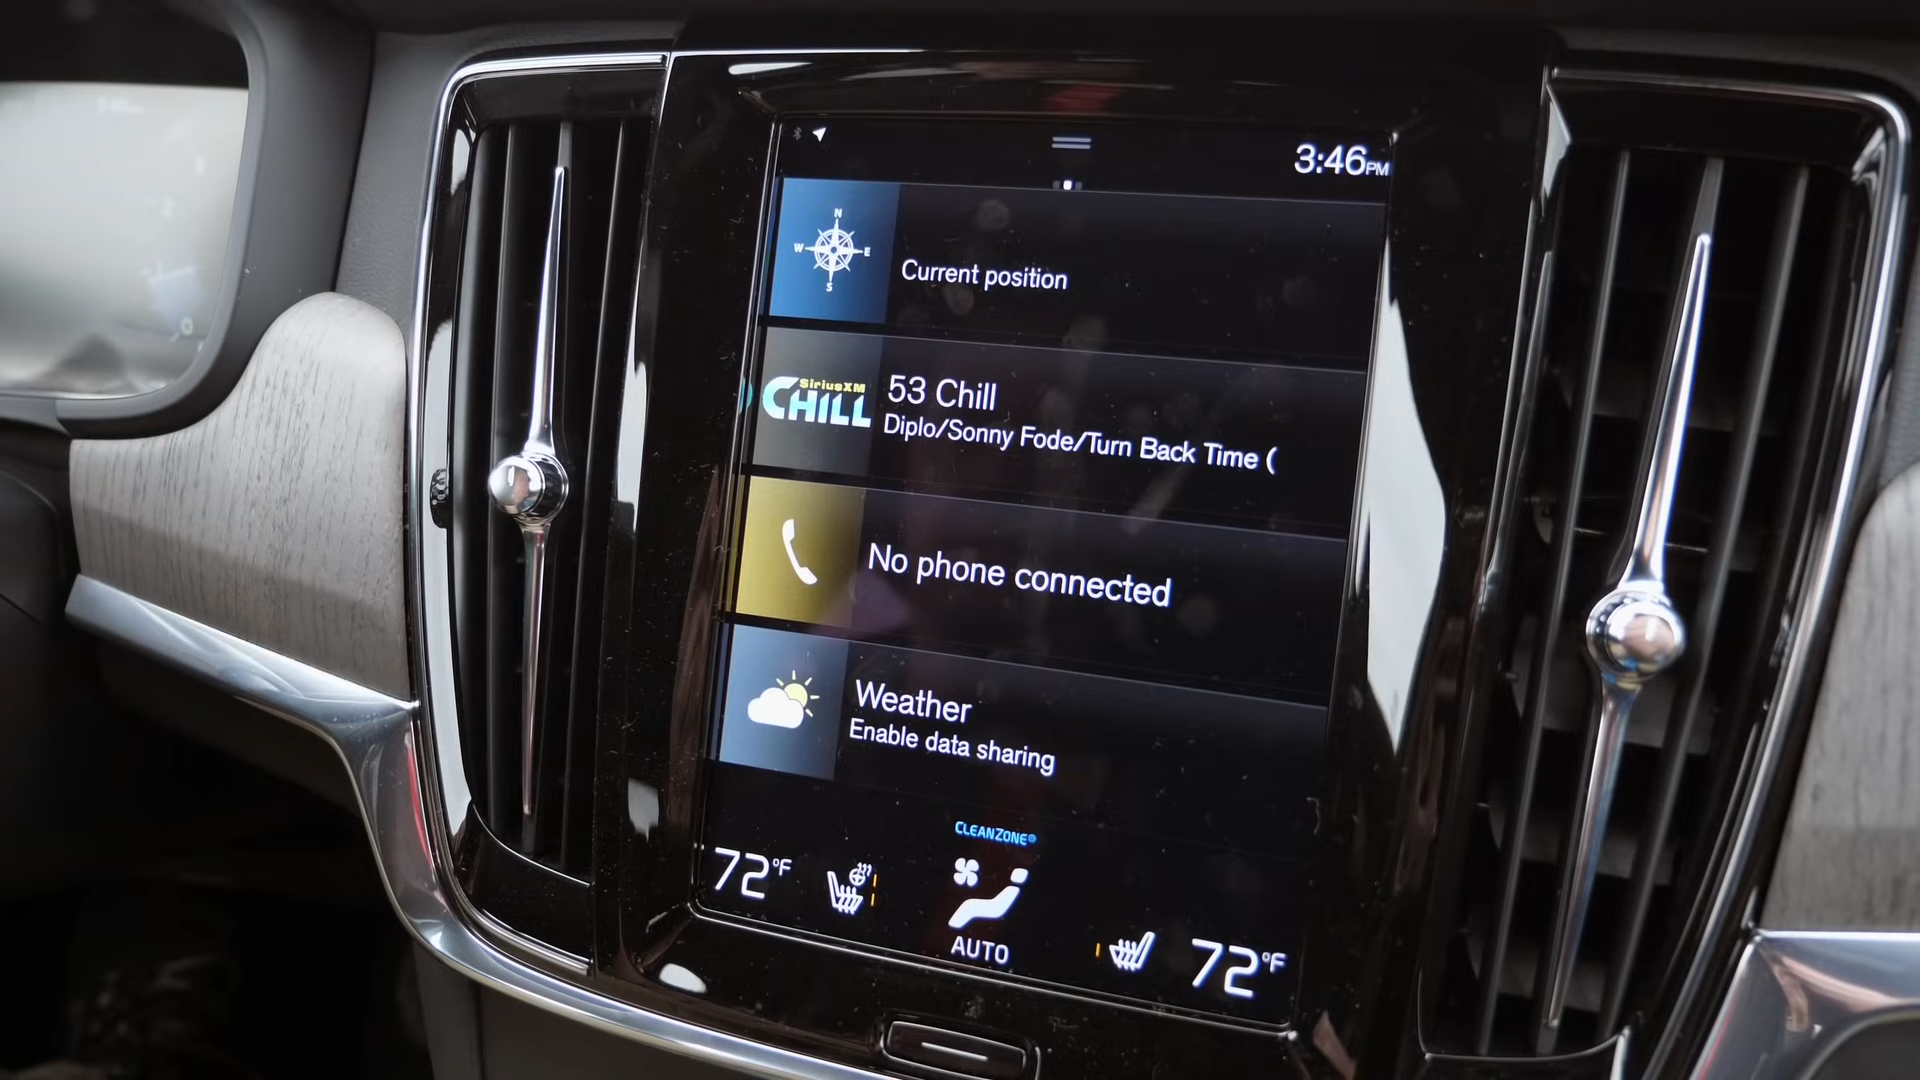 3:46PM
N
W E
S
Current position
SiriusXM
CHILL
53 Chill
Diplo/Sonny Fode/Turn Back Time (
No phone connected
Weather
Enable data sharing
CLEANZONE
72°F
AUTO
72°F